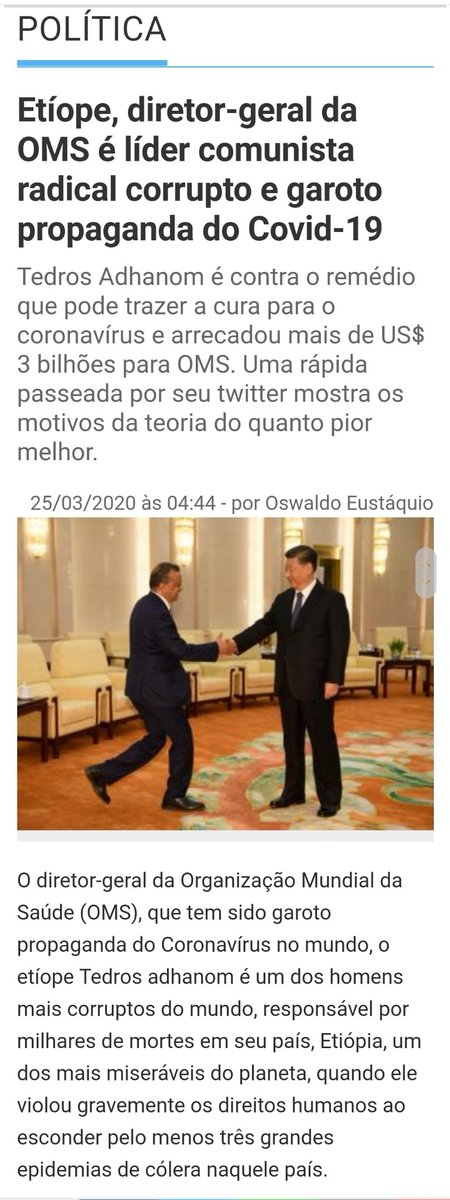 POLÍTICA
Etíope, diretor-geral da
OMS é líder comunista
radical corrupto e garoto
propaganda do Covid-19
Tedros Adhanom é contra o remédio
que pode trazer a cura para o
coronavírus e arrecadou mais de US$
3 bilhões para OMS. Uma rápida
passeada por seu twitter mostra os
motivos da teoria do quanto pior
melhor.
25/03/2020 às 04:44 - por Oswaldo Eustáquio
O diretor-geral da Organização Mundial da
Saúde (OMS), que tem sido garoto
propaganda do Coronavírus no mundo, o
etíope Tedros adhanom é um dos homens
mais corruptos do mundo, responsável por
milhares de mortes em seu país, Etiópia, um
dos mais miseráveis do planeta, quando ele
violou gravemente os direitos humanos ao
esconder pelo menos três grandes
epidemias de cólera naquele país.